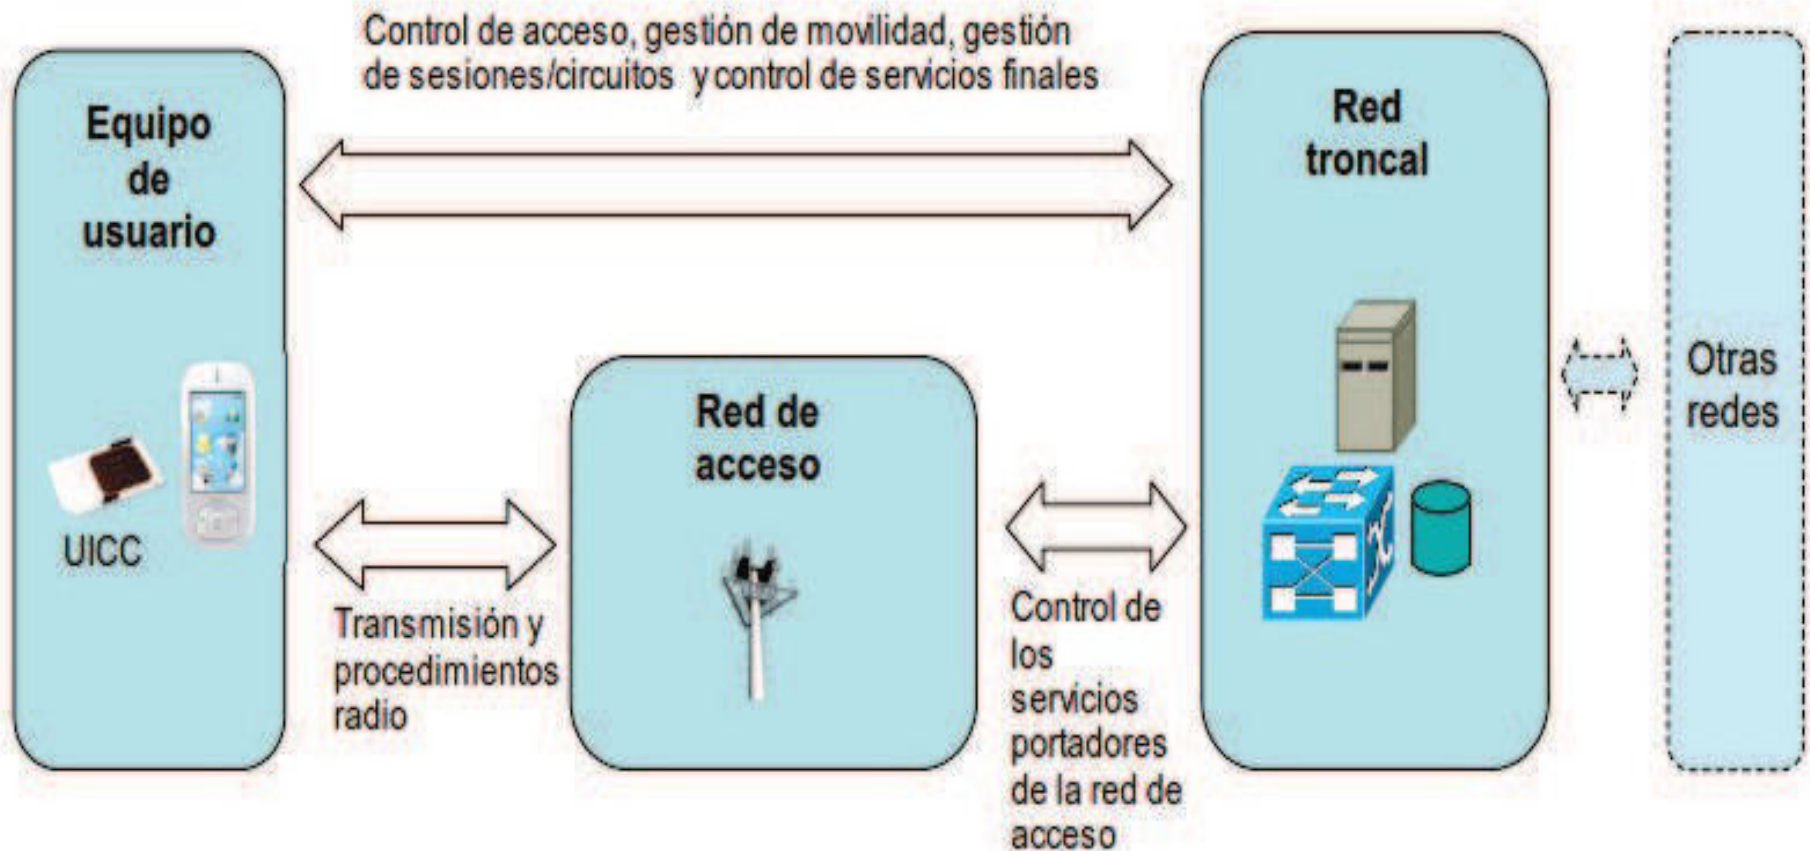 Control de acceso, gestión de movilidad, gestión
de sesiones/circuitos y control de servicios finales
Equipo
de
usuario
UICC
Transmisión y
procedimientos
radio
Red de
acceso
Control de
los
servicios
portadores
de la red de
acceso
Red
troncal
Otras
redes